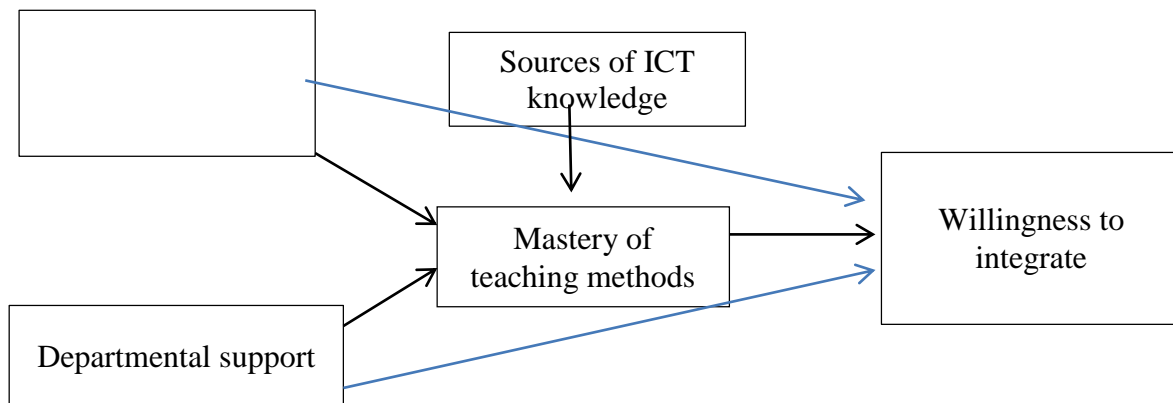 Sources of ICT
knowledge
Mastery of
teaching methods
Willingness to
integrate
Departmental support